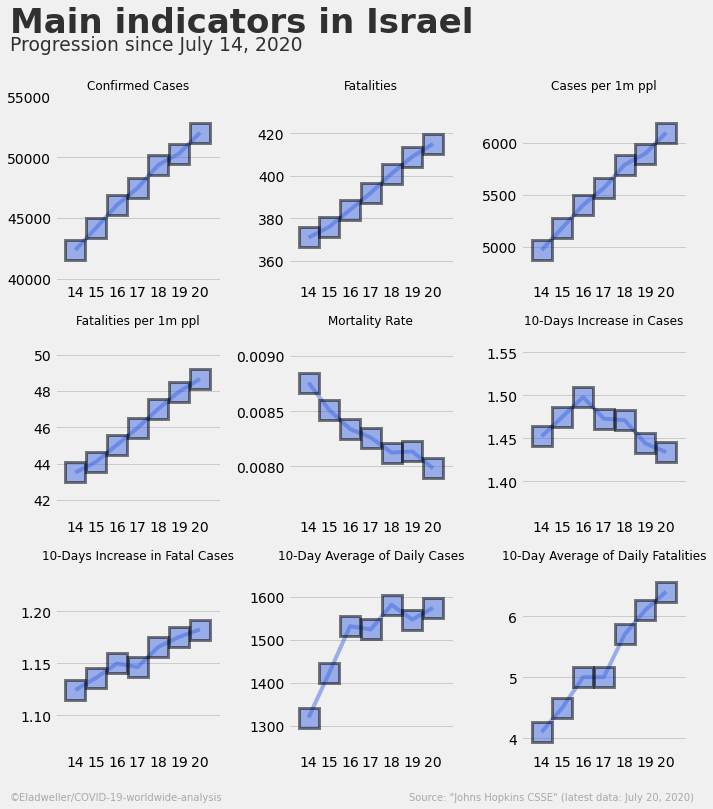 Main indicators in Israel
Progression since July 14, 2020
Confirmed Cases
55000
50000
45000
40000
14 15 16 17 18 19 20
Fatalities
420
400
380
360
14 15 16 17 18 19 20
Cases per 1m ppl
6000
5500
5000
14 15 16 17 18 19 20
Fatalities per 1m ppl
50
48
46
44
42
14 15 16 17 18 19 20
Mortality Rate
0.0090
0.0085
0.0080
14 15 16 17 18 19 20
10-Days Increase in Cases
1.55
1.50
1.45
1.40
14 15 16 17 18 19 20
10-Days Increase in Fatal Cases
1.20
1.15
1.10
14 15 16 17 18 19 20
10-Day Average of Daily Cases
1600
1500
1400
1300
14 15 16 17 18 19 20
10-Day Average of Daily Fatalities
6
5
4
14 15 16 17 18 19 20
©Eladweller/COVID-19-worldwide-analysis
Source: "Johns Hopkins CSSE" (latest data: July 20, 2020)